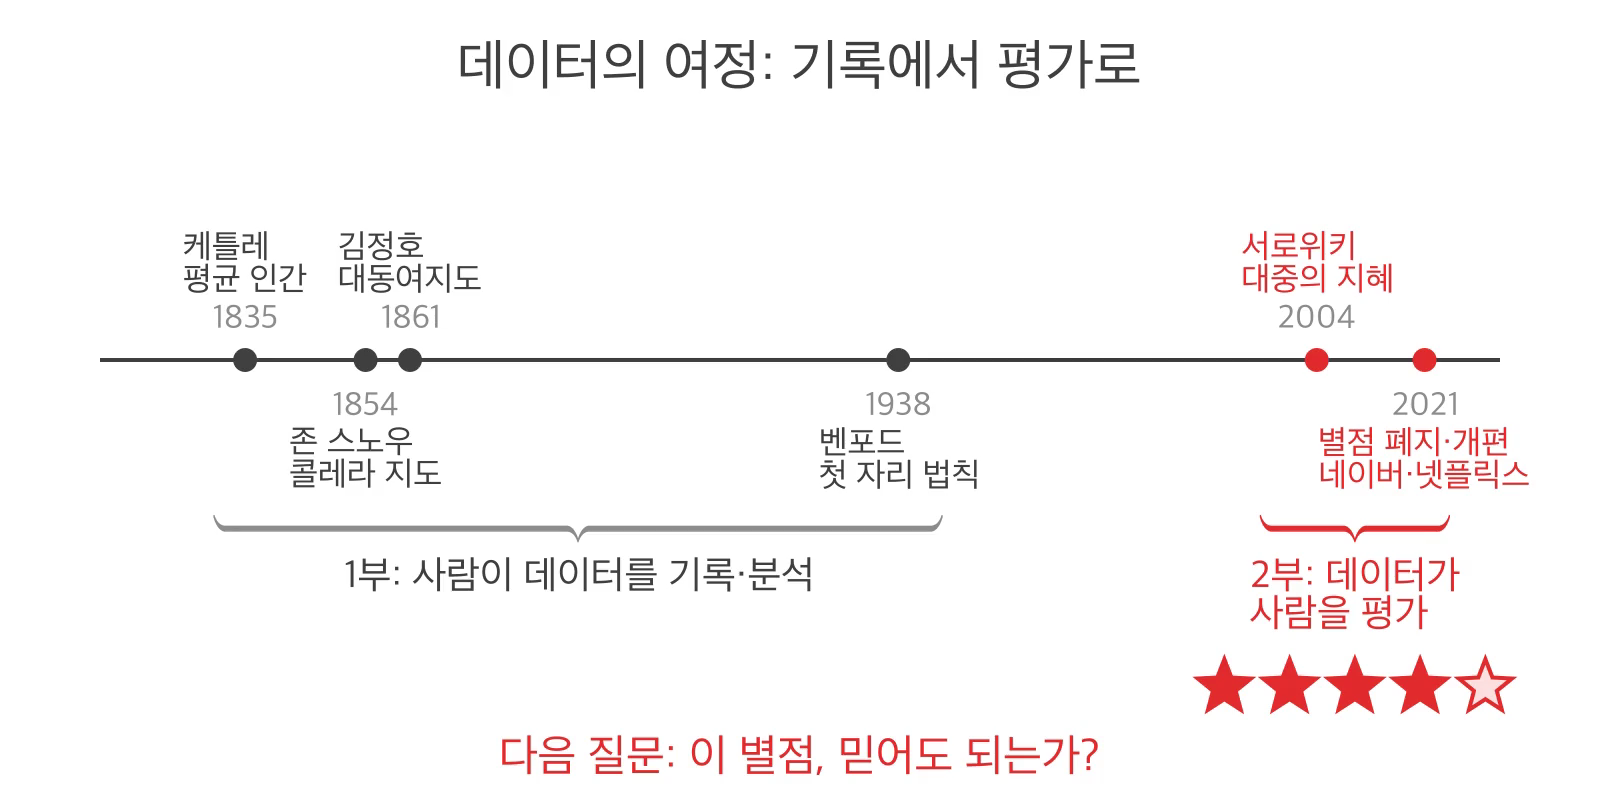 데이터의 여정: 기록에서 평가로
케틀레
평균 인간
1835
김정호
대동여지도
1861
서로위키
대중의 지혜
2004
1854
존 스노우
콜레라 지도
1938
벤포드
첫 자리 법칙
2021
별점 폐지·개편
네이버·넷플릭스
1부: 사람이 데이터를 기록·분석
2부: 데이터가
사람을 평가
다음 질문: 이 별점, 믿어도 되는가?